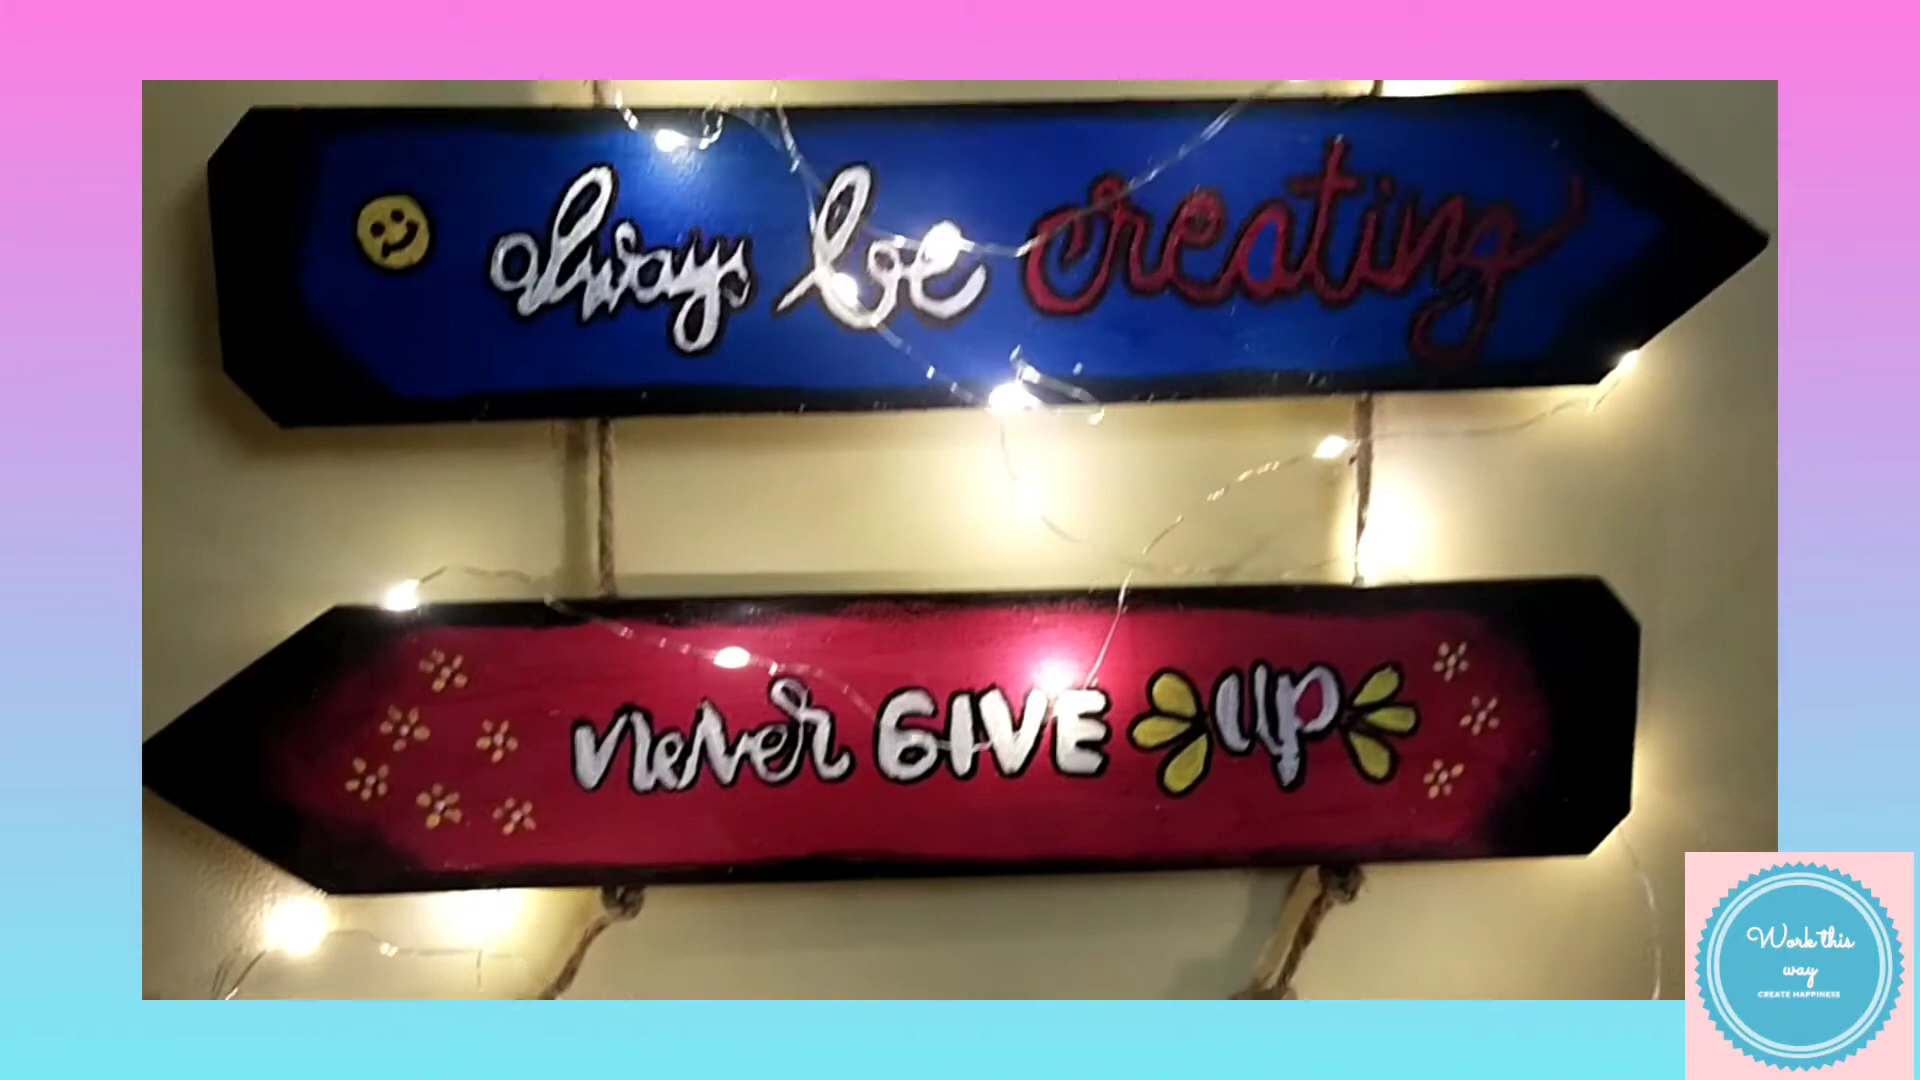 always be creating
never GIVE up
Work this
way
CREATE HAPPINESS